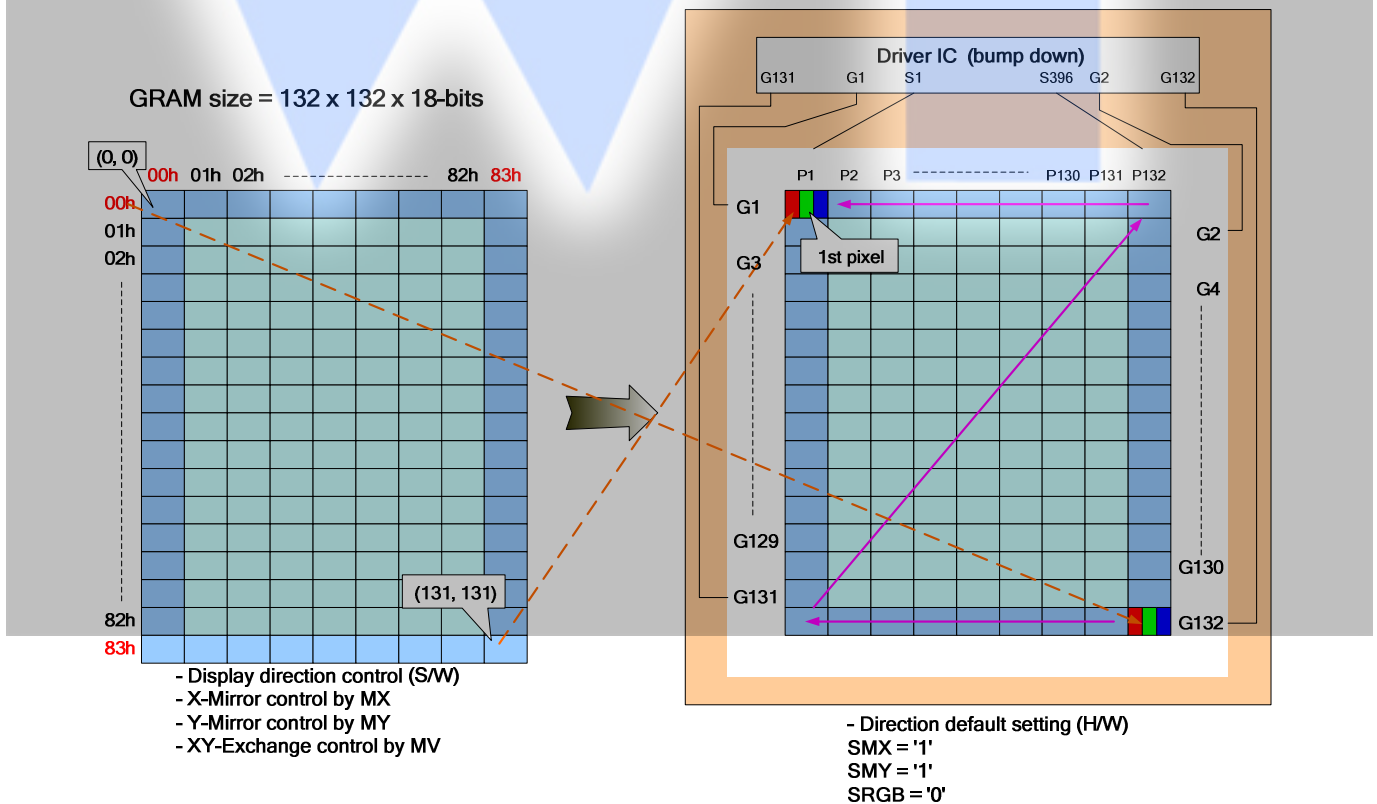 Driver IC (bump down)
G131 G1 S1 S396 G2 G132
GRAM size = 132 x 132 x 18-bits
(0, 0)
00h 01h 02h 82h 83h
00h
01h
02h
82h
83h
(131, 131)
P1 P2 P3 P130 P131 P132
G1
G3
G129
G131
1st pixel
G2
G4
G130
G132
- Display direction control (S/W)
- X-Mirror control by MX
- Y-Mirror control by MY
- XY-Exchange control by MV
- Direction default setting (H/W)
SMX = '1'
SMY = '1'
SRGB = '0'